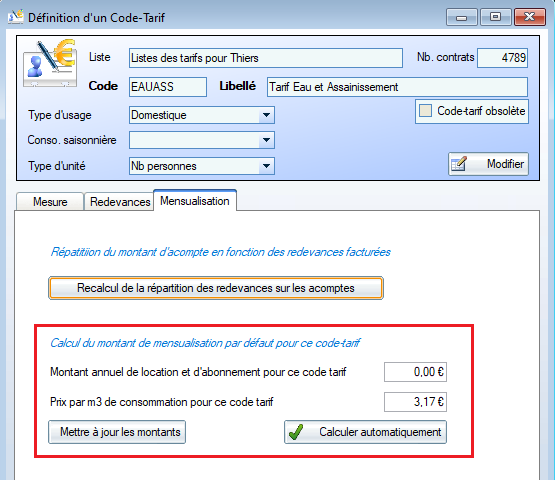 Définition d'un Code-Tarif
Liste Listes des tarifs pour Thiers Nb. contrats 4789
Code EAUASS Libellé Tarif Eau et Assainissement
Type d'usage Domestique Code-tarif obsolète
Conso. saisonnière
Type d'unité Nb personnes Modifier
Mesure Redevances Mensualisation
Répatition du montant d'acompte en fonction des redevances facturées
Recalcul de la répartition des redevances sur les acomptes
Calcul du montant de mensualisation par défaut pour ce code-tarif
Montant annuel de location et d'abonnement pour ce code tarif 0,00 €
Prix par m3 de consommation pour ce code tarif 3,17 €
Mettre à jour les montants Calculer automatiquement